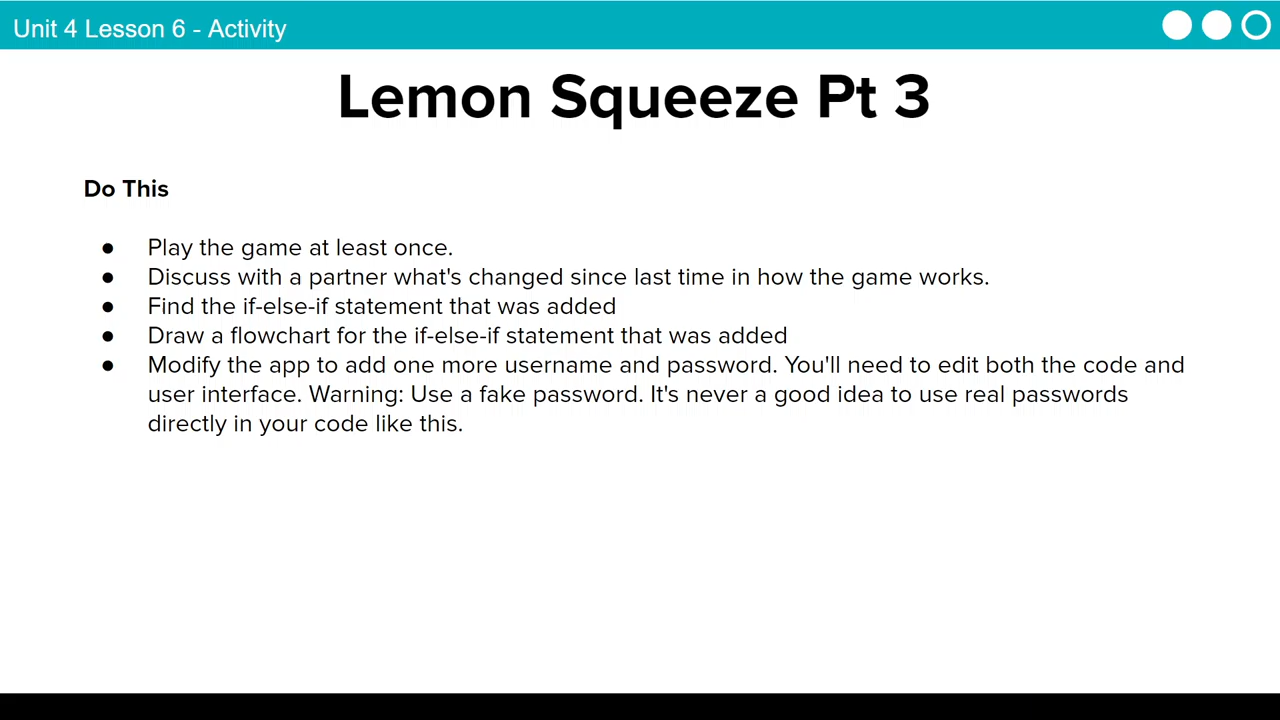 Unit 4 Lesson 6 - Activity
Lemon Squeeze Pt 3
Do This
● Play the game at least once.
● Discuss with a partner what's changed since last time in how the game works.
● Find the if-else-if statement that was added
● Draw a flowchart for the if-else-if statement that was added
● Modify the app to add one more username and password. You'll need to edit both the code and
user interface. Warning: Use a fake password. It's never a good idea to use real passwords
directly in your code like this.